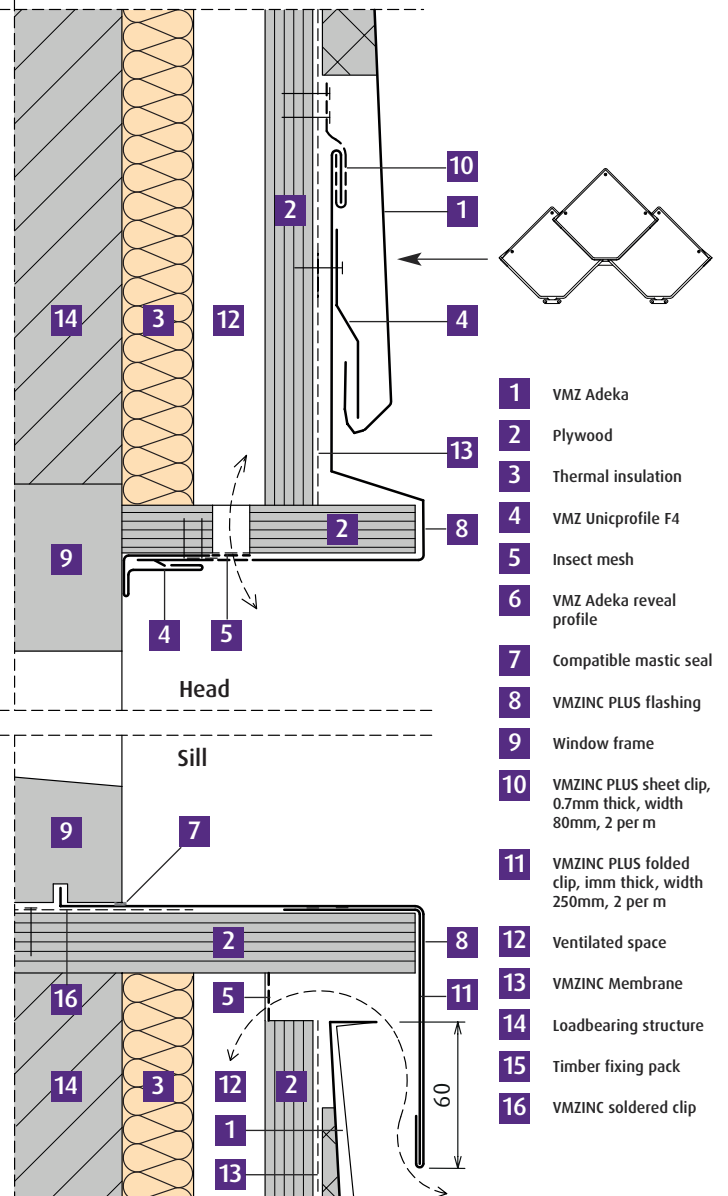 10
2
1
14
3
12
4
13
2
8
9
4
5
Head
Sill
9
7
2
8
16
5
11
14
3
12
2
60
1
13
1 VMZ Adeka
2 Plywood
3 Thermal insulation
4 VMZ Unicprofile F4
5 Insect mesh
6 VMZ Adeka reveal
profile
7 Compatible mastic seal
8 VMZINC PLUS flashing
9 Window frame
10 VMZINC PLUS sheet clip,
0.7mm thick, width
80mm, 2 per m
11 VMZINC PLUS folded
clip, imm thick, width
250mm, 2 per m
12 Ventilated space
13 VMZINC Membrane
14 Loadbearing structure
15 Timber fixing pack
16 VMZINC soldered clip